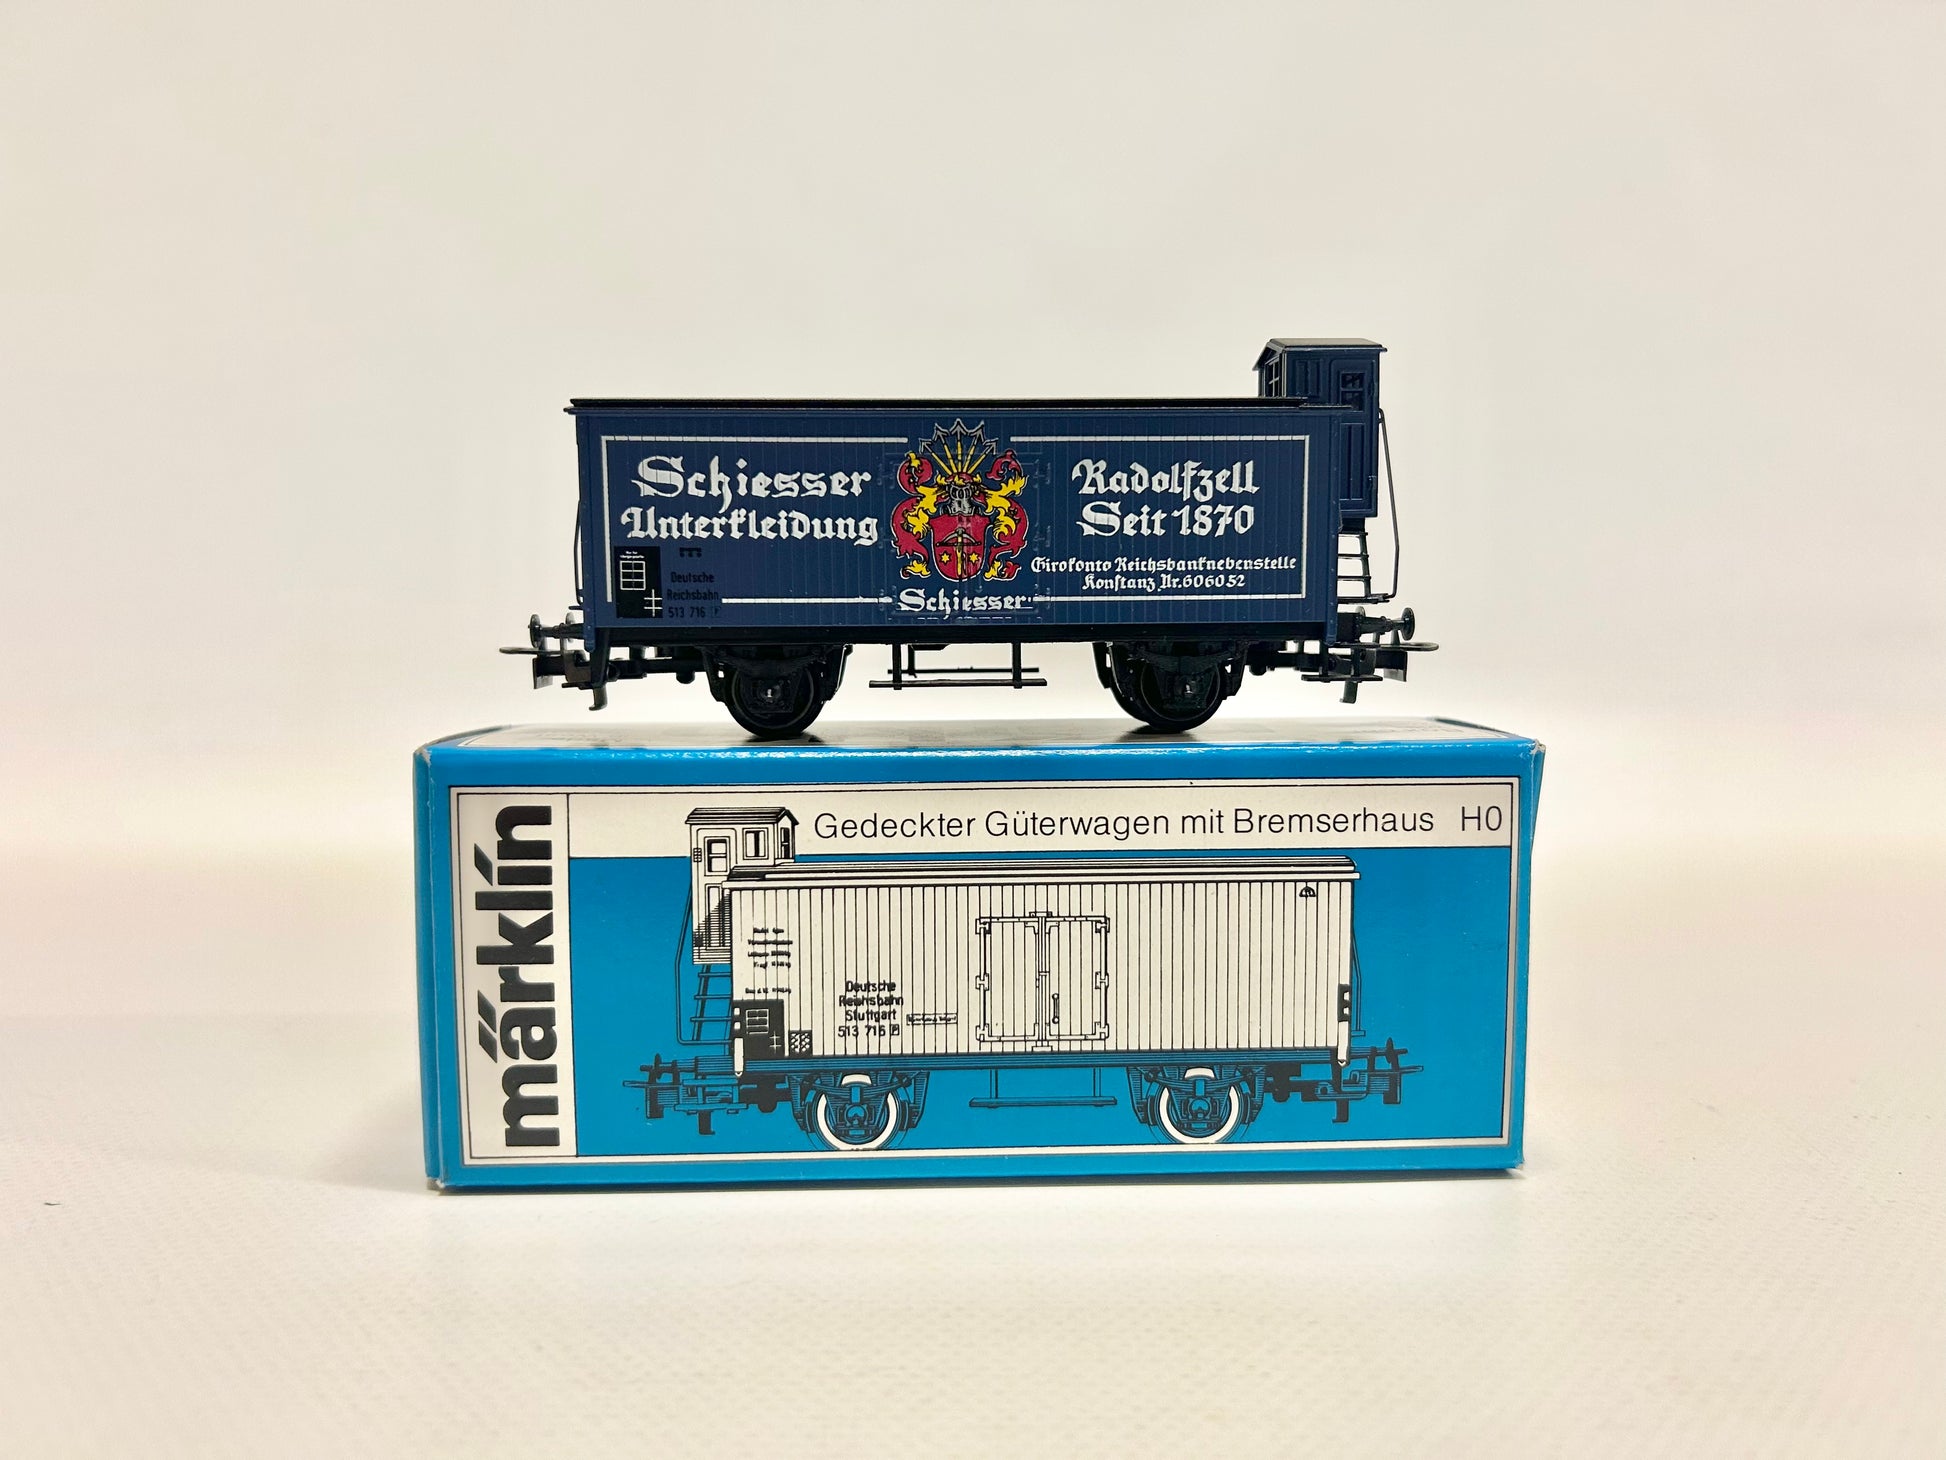 Schiesser
Unterkleidung
Radolfzell
Seit 1870
Girokonto Reichsbanknebenstelle
Konstanz Nr. 606052
Schiesser
Deutsche
Reichsbahn
513 716 P
märklin
Gedeckter Güterwagen mit Bremserhaus H0
Deutsche
Reichsbahn
Stuttgart
513 716 P